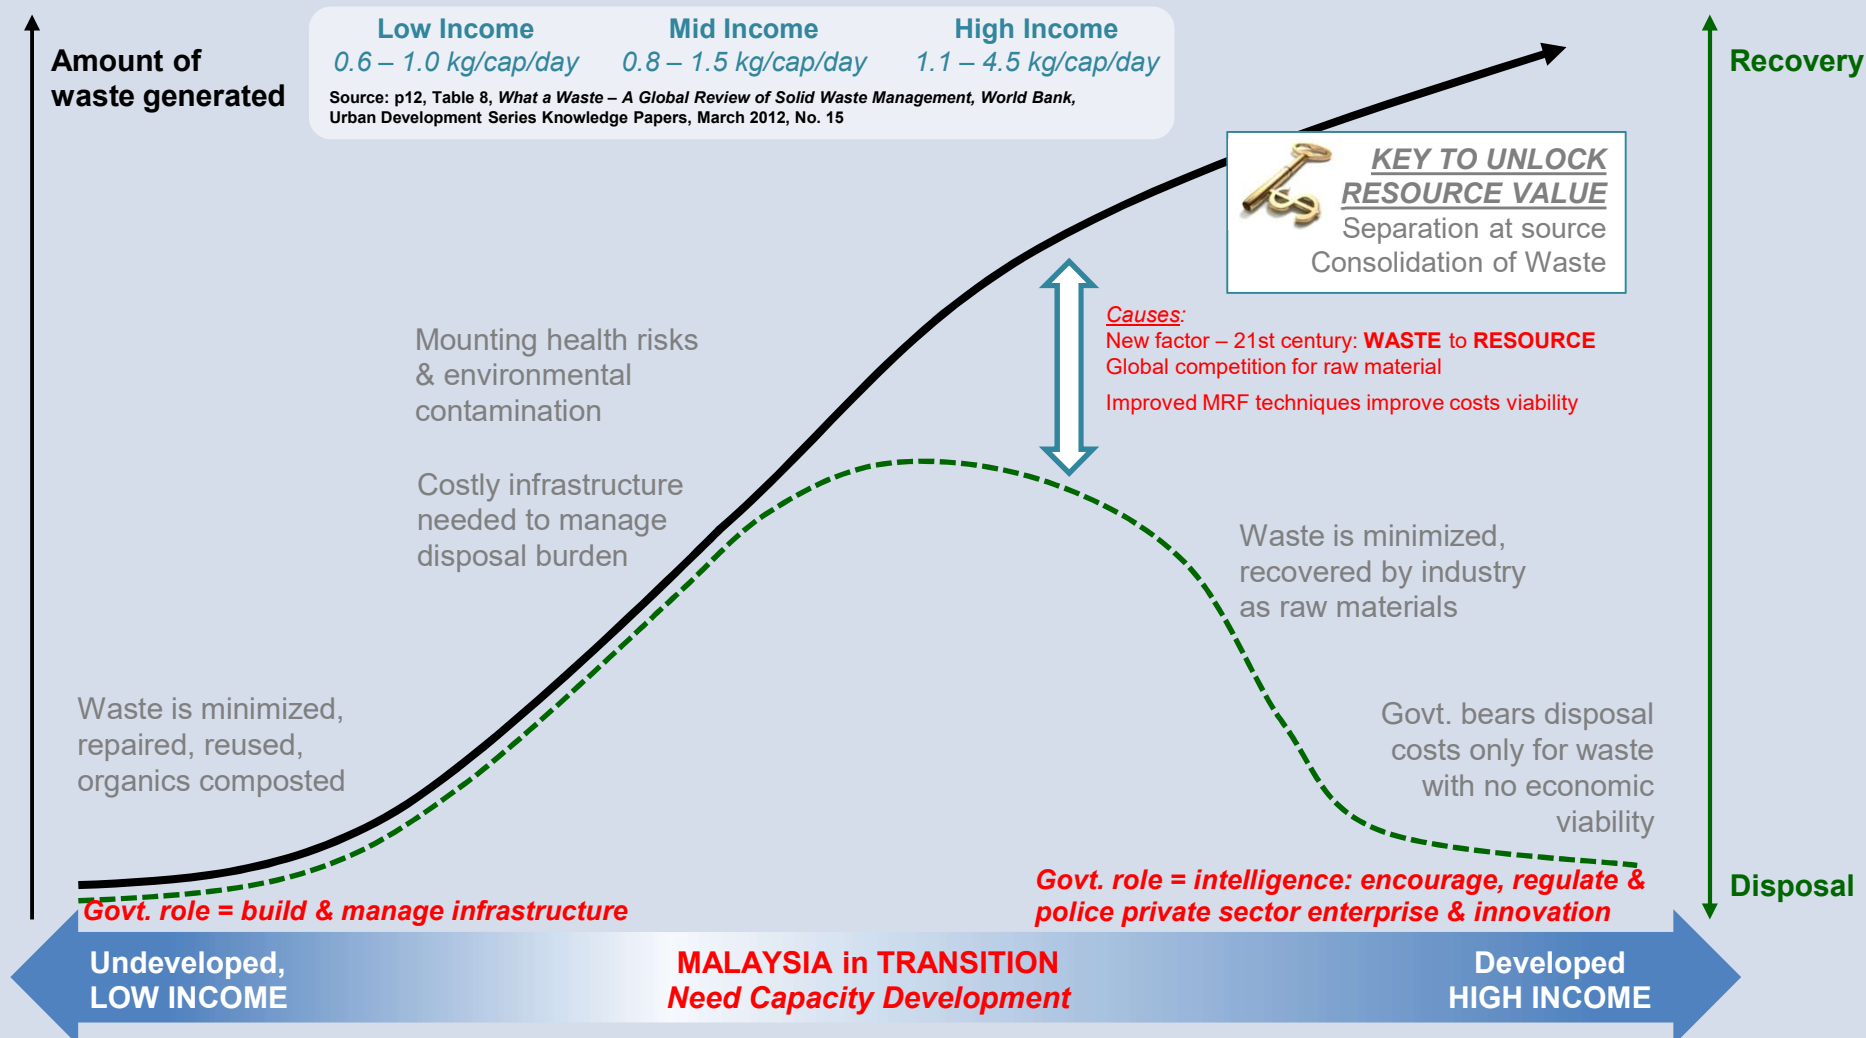 Amount of
waste generated
Low Income
0.6 – 1.0 kg/cap/day
Mid Income
0.8 – 1.5 kg/cap/day
High Income
1.1 – 4.5 kg/cap/day
Source: p12, Table 8, What a Waste – A Global Review of Solid Waste Management, World Bank,
Urban Development Series Knowledge Papers, March 2012, No. 15
Recovery
KEY TO UNLOCK
RESOURCE VALUE
Separation at source
Consolidation of Waste
Causes:
New factor – 21st century: WASTE to RESOURCE
Global competition for raw material
Improved MRF techniques improve costs viability
Mounting health risks
& environmental
contamination
Costly infrastructure
needed to manage
disposal burden
Waste is minimized,
recovered by industry
as raw materials
Waste is minimized,
repaired, reused,
organics composted
Govt. bears disposal
costs only for waste
with no economic
viability
Disposal
Govt. role = build & manage infrastructure
Govt. role = intelligence: encourage, regulate &
police private sector enterprise & innovation
Undeveloped,
LOW INCOME
MALAYSIA in TRANSITION
Need Capacity Development
Developed
HIGH INCOME